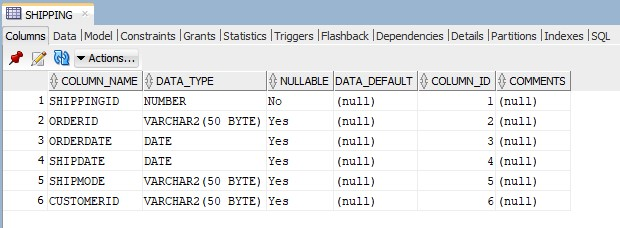 SHIPPING
Columns Data Model Constraints Grants Statistics Triggers Flashback Dependencies Details Partitions Indexes SQL
Actions...
COLUMN_NAME DATA_TYPE NULLABLE DATA_DEFAULT COLUMN_ID COMMENTS
1 SHIPPINGID NUMBER No (null) 1 (null)
2 ORDERID VARCHAR2(50 BYTE) Yes (null) 2 (null)
3 ORDERDATE DATE Yes (null) 3 (null)
4 SHIPDATE DATE Yes (null) 4 (null)
5 SHIPMODE VARCHAR2(50 BYTE) Yes (null) 5 (null)
6 CUSTOMERID VARCHAR2(50 BYTE) Yes (null) 6 (null)